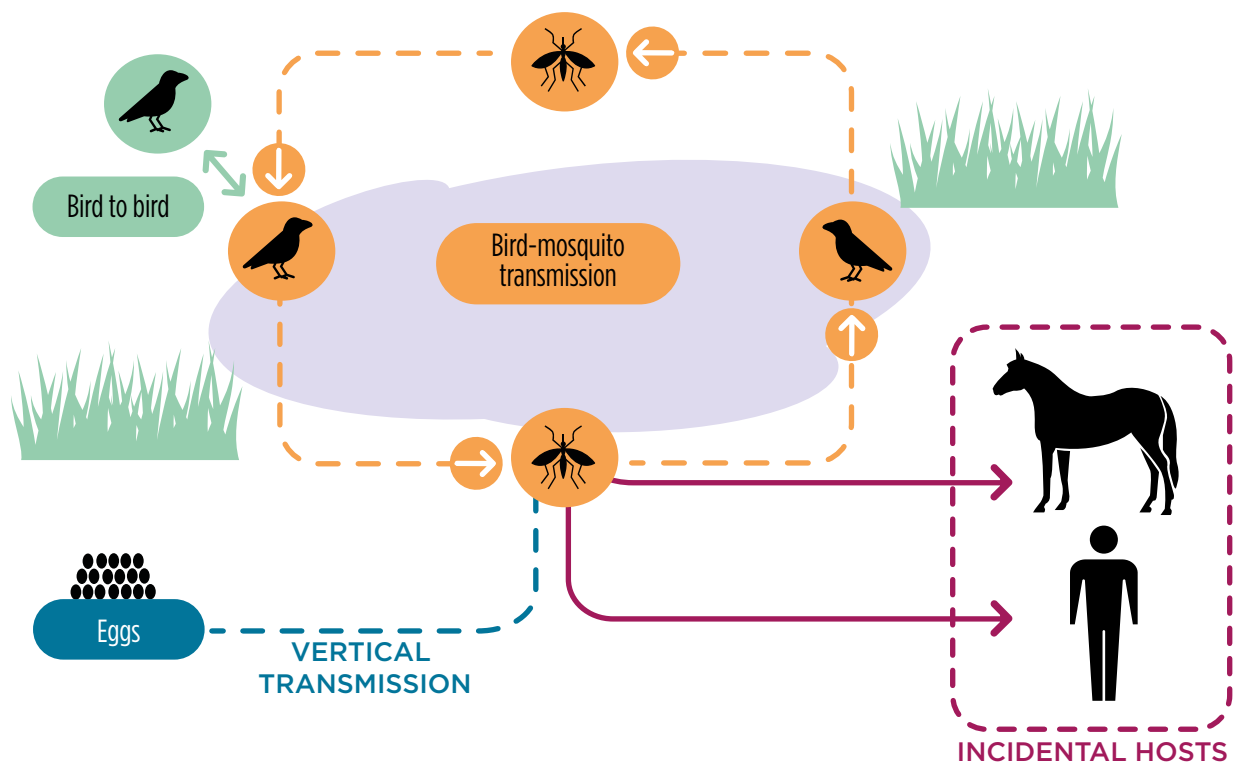 Bird to bird
Bird-mosquito
transmission
Eggs
VERTICAL
TRANSMISSION
INCIDENTAL HOSTS